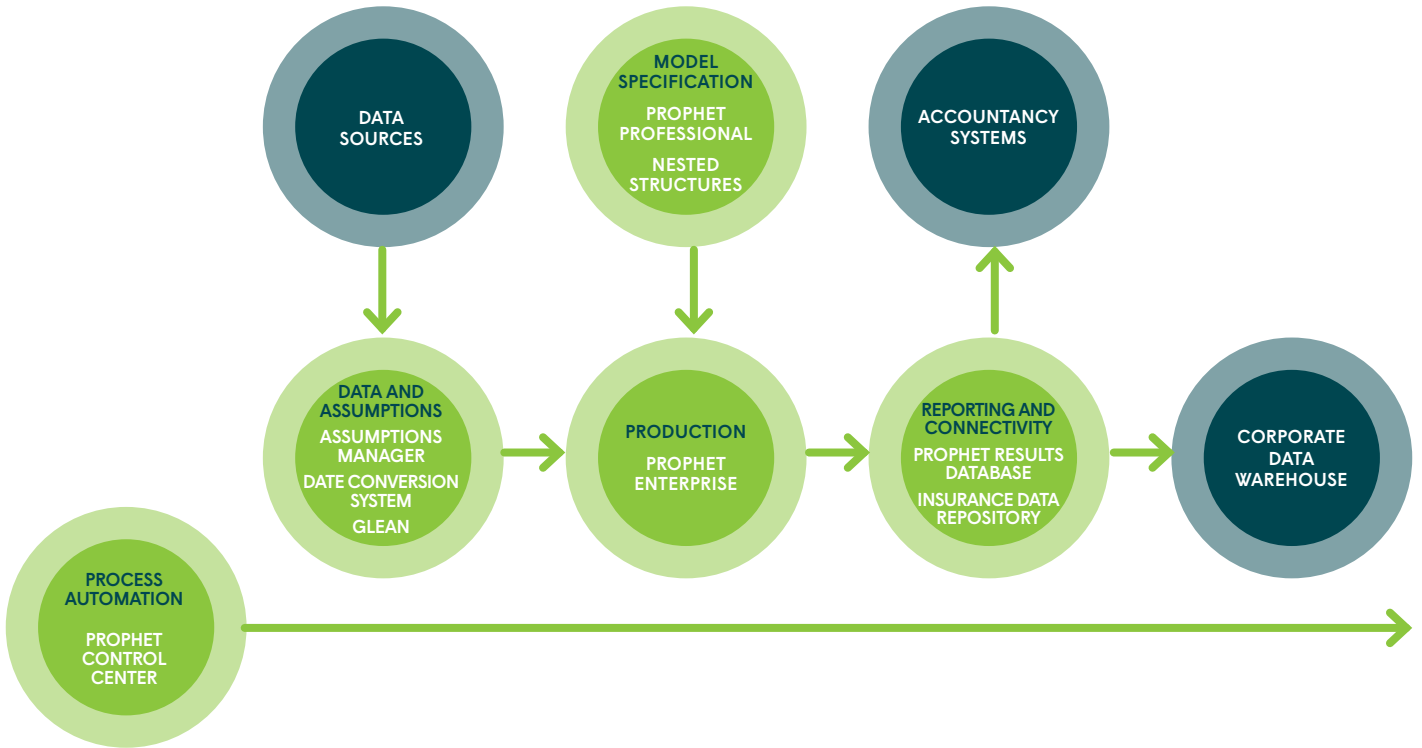 DATA
SOURCES
MODEL
SPECIFICATION
PROPHET
PROFESSIONAL
NESTED
STRUCTURES
ACCOUNTANCY
SYSTEMS
DATA AND
ASSUMPTIONS
ASSUMPTIONS
MANAGER
DATE CONVERSION
SYSTEM
GLEAN
PRODUCTION
PROPHET
ENTERPRISE
REPORTING AND
CONNECTIVITY
PROPHET RESULTS
DATABASE
INSURANCE DATA
REPOSITORY
CORPORATE
DATA
WAREHOUSE
PROCESS
AUTOMATION
PROPHET
CONTROL
CENTER